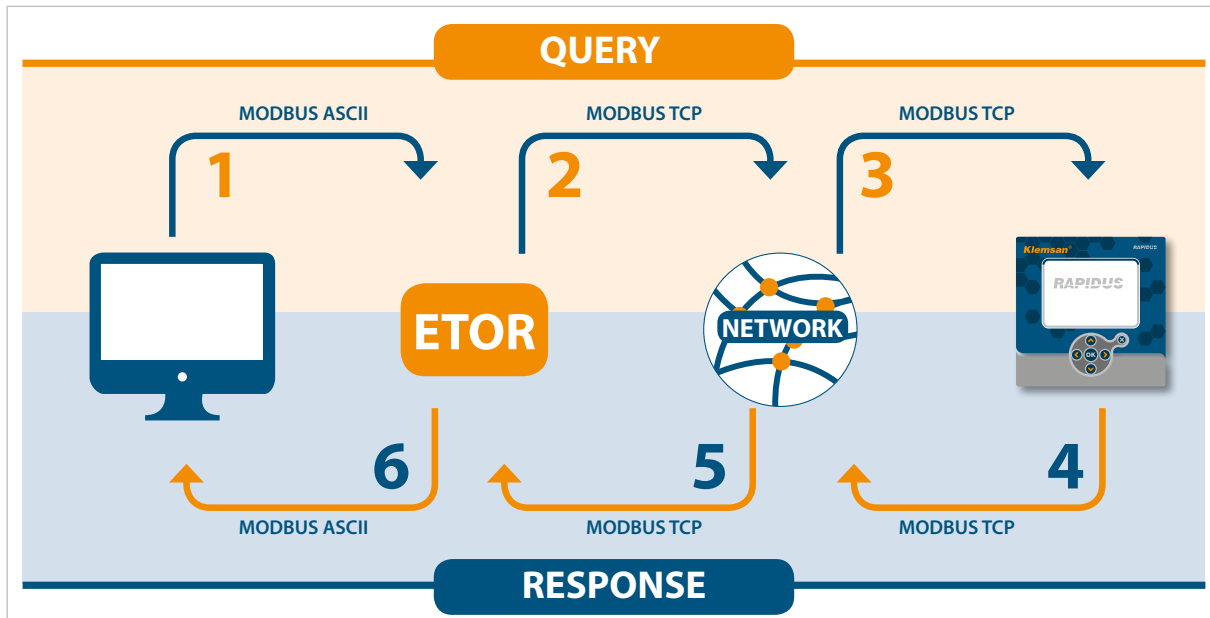 QUERY
MODBUS ASCII
MODBUS TCP
MODBUS TCP
1
2
3
Klemsan®
RAPIDUS
RAPIDUS
ETOR
NETWORK
OK
6
5
4
MODBUS ASCII
MODBUS TCP
MODBUS TCP
RESPONSE